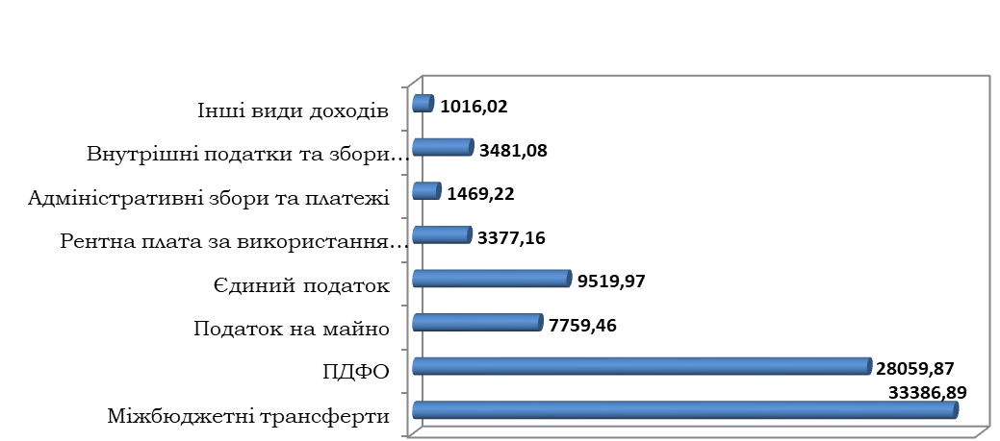 Інші види доходів 1016,02
Внутрішні податки та збори… 3481,08
Адміністративні збори та платежі 1469,22
Рентна плата за використання… 3377,16
Єдиний податок 9519,97
Податок на майно 7759,46
ПДФО 28059,87
Міжбюджетні трансферти 33386,89